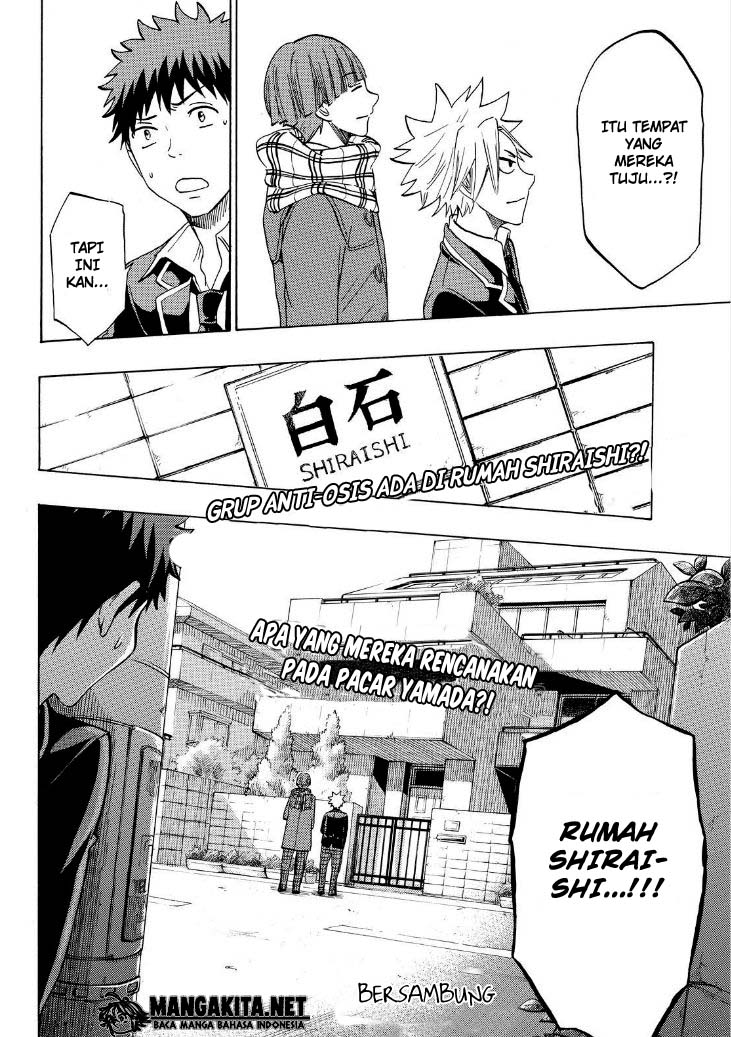 ITU TEMPAT
YANG
MEREKA
TUJU...?!
TAPI
INI
KAN...
白石
SHIRAISHI
GRUP ANTI-OSIS ADA DI RUMAH SHIRAISHI?!
APA YANG MEREKA RENCANAKAN
PADA PACAR YAMADA?!
RUMAH
SHIRAI-
SHI...!!!
BERSAMBUNG
MANGAKITA.NET
BACA MANGA BAHASA INDONESIA